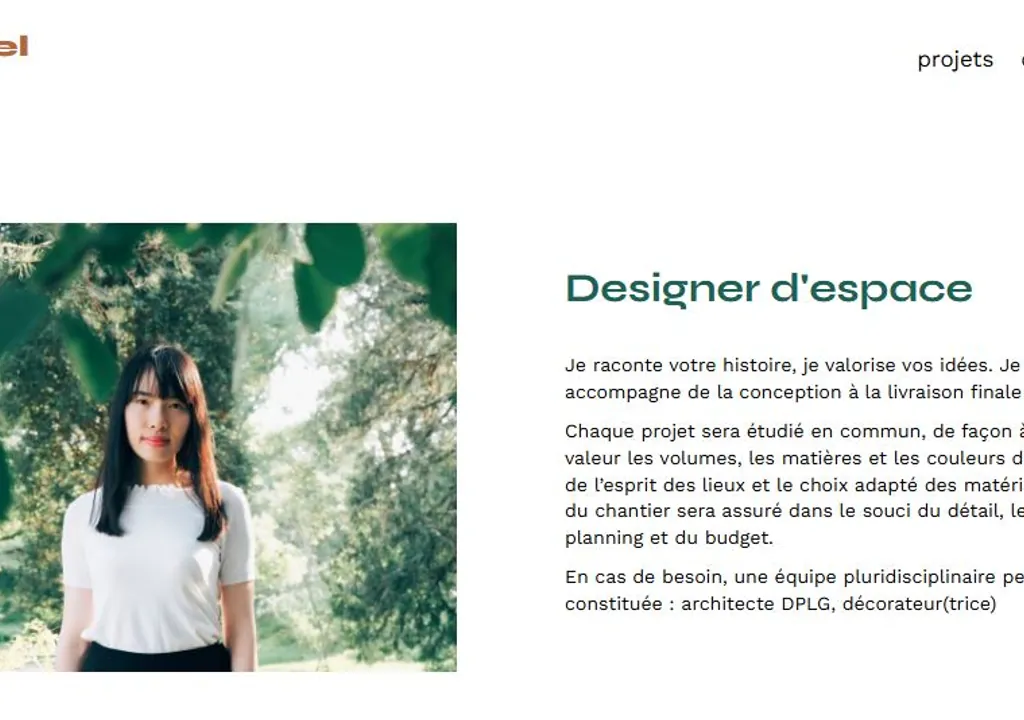 el
projets
Designer d'espace
Je raconte votre histoire, je valorise vos idées. Je
accompagne de la conception à la livraison finale
Chaque projet sera étudié en commun, de façon à
valeur les volumes, les matières et les couleurs d
de l’esprit des lieux et le choix adapté des matéri
du chantier sera assuré dans le souci du détail, le
planning et du budget.
En cas de besoin, une équipe pluridisciplinaire pe
constituée : architecte DPLG, décorateur(trice)